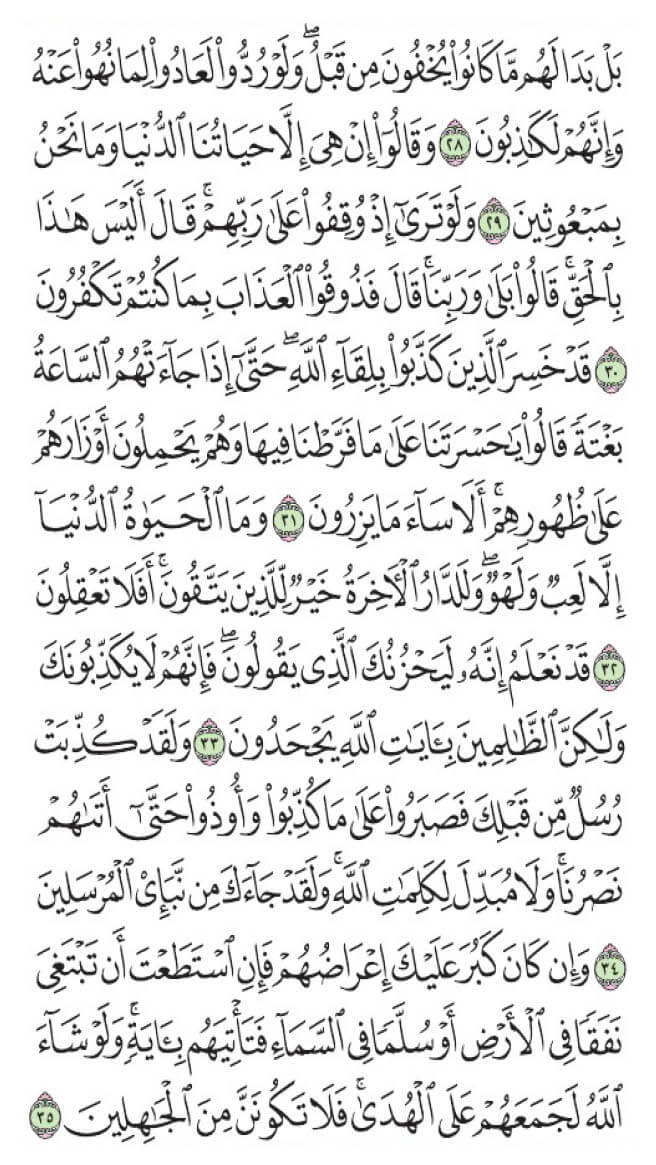 بَلْ بَدَا لَهُم مَّا كَانُوا۟ يُخْفُونَ مِن قَبْلُ ۖ وَلَوْ رُدُّوا۟ لَعَادُوا۟ لِمَا نُهُوا۟ عَنْهُ
وَإِنَّهُمْ لَكَـٰذِبُونَ ٢٨ وَقَالُوٓا۟ إِنْ هِىَ إِلَّا حَيَاتُنَا ٱلدُّنْيَا وَمَا نَحْنُ
بِمَبْعُوثِينَ ٢٩ وَلَوْ تَرَىٰٓ إِذْ وُقِفُوا۟ عَلَىٰ رَبِّهِمْ ۚ قَالَ أَلَيْسَ هَـٰذَا
بِٱلْحَقِّ ۚ قَالُوا۟ بَلَىٰ وَرَبِّنَا ۚ قَالَ فَذُوقُوا۟ ٱلْعَذَابَ بِمَا كُنتُمْ تَكْفُرُونَ
٣٠ قَدْ خَسِرَ ٱلَّذِينَ كَذَّبُوا۟ بِلِقَآءِ ٱللَّهِ ۖ حَتَّىٰٓ إِذَا جَآءَتْهُمُ ٱلسَّاعَةُ
بَغْتَةً قَالُوا۟ يَـٰحَسْرَتَنَا عَلَىٰ مَا فَرَّطْنَا فِيهَا وَهُمْ يَحْمِلُونَ أَوْزَارَهُمْ
عَلَىٰ ظُهُورِهِمْ ۚ أَلَا سَآءَ مَا يَزِرُونَ ٣١ وَمَا ٱلْحَيَوٰةُ ٱلدُّنْيَآ
إِلَّا لَعِبٌ وَلَهْوٌ ۖ وَلَلدَّارُ ٱلْـَٔاخِرَةُ خَيْرٌ لِّلَّذِينَ يَتَّقُونَ ۗ أَفَلَا تَعْقِلُونَ
٣٢ قَدْ نَعْلَمُ إِنَّهُۥ لَيَحْزُنُكَ ٱلَّذِى يَقُولُونَ ۖ فَإِنَّهُمْ لَا يُكَذِّبُونَكَ
وَلَـٰكِنَّ ٱلظَّـٰلِمِينَ بِـَٔايَـٰتِ ٱللَّهِ يَجْحَدُونَ ٣٣ وَلَقَدْ كُذِّبَتْ
رُسُلٌ مِّن قَبْلِكَ فَصَبَرُوا۟ عَلَىٰ مَا كُذِّبُوا۟ وَأُوذُوا۟ حَتَّىٰٓ أَتَىٰهُمْ
نَصْرُنَا ۚ وَلَا مُبَدِّلَ لِكَلِمَـٰتِ ٱللَّهِ ۚ وَلَقَدْ جَآءَكَ مِن نَّبَإِى۟ ٱلْمُرْسَلِينَ
٣٤ وَإِن كَانَ كَبُرَ عَلَيْكَ إِعْرَاضُهُمْ فَإِنِ ٱسْتَطَعْتَ أَن تَبْتَغِىَ
نَفَقًا فِى ٱلْأَرْضِ أَوْ سُلَّمًا فِى ٱلسَّمَآءِ فَتَأْتِيَهُم بِـَٔايَةٍ ۚ وَلَوْ شَآءَ
ٱللَّهُ لَجَمَعَهُمْ عَلَى ٱلْهُدَىٰ ۚ فَلَا تَكُونَنَّ مِنَ ٱلْجَـٰهِلِينَ ٣٥